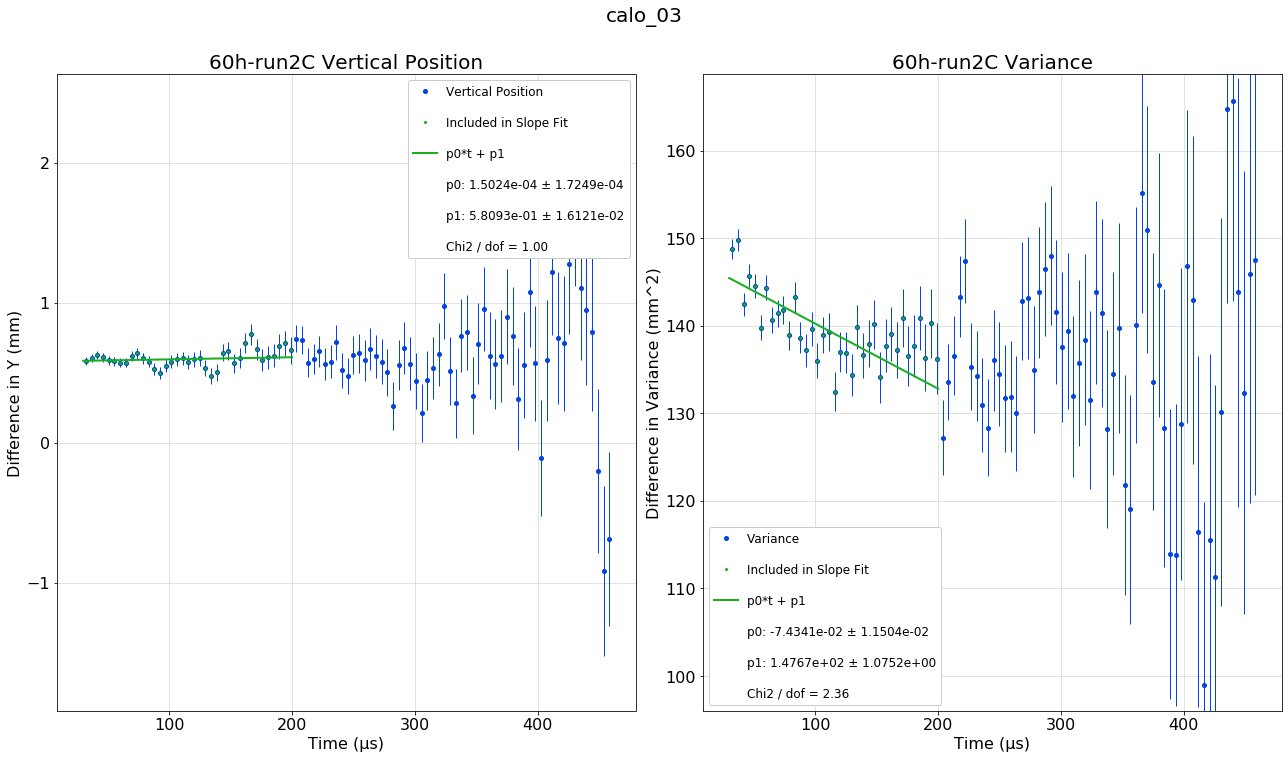 calo_03
60h-run2C Vertical Position
Difference in Y (mm)
2
1
0
−1
100 200 300 400
Time (μs)
Vertical Position
Included in Slope Fit
p0*t + p1
p0: 1.5024e-04 ± 1.7249e-04
p1: 5.8093e-01 ± 1.6121e-02
Chi2 / dof = 1.00
60h-run2C Variance
Difference in Variance (mm^2)
160
150
140
130
120
110
100
100 200 300 400
Time (μs)
Variance
Included in Slope Fit
p0*t + p1
p0: -7.4341e-02 ± 1.1504e-02
p1: 1.4767e+02 ± 1.0752e+00
Chi2 / dof = 2.36